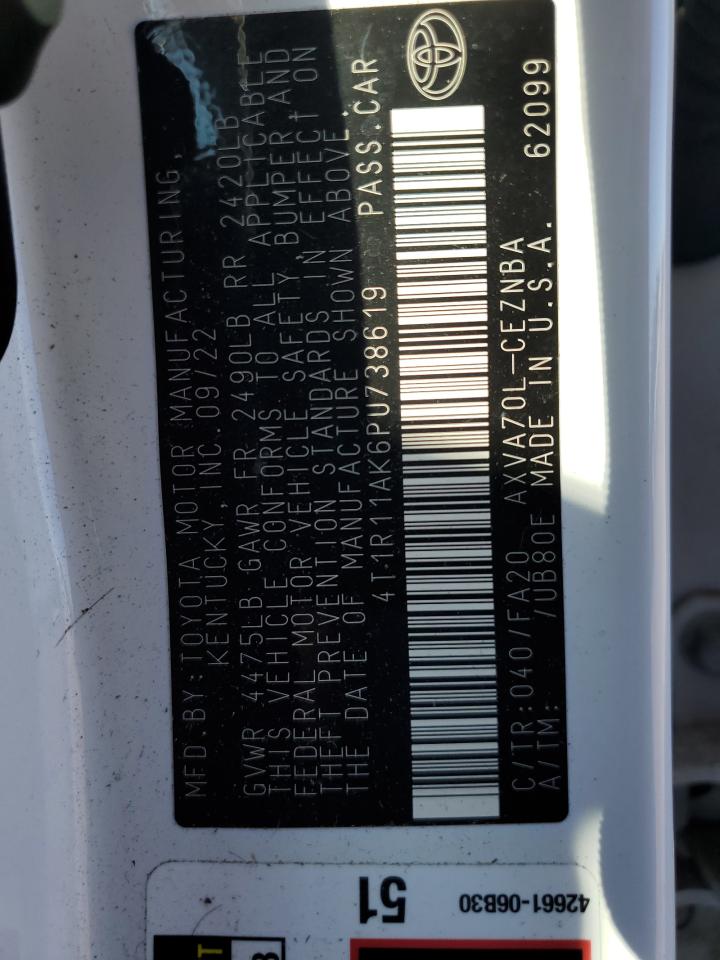 MFD.BY:TOYOTA MOTOR MANUFACTURING,
KENTUCKY,INC.09/22
GVWR 4475LB GAWR FR 2490LB RR 2420LB
THIS VEHICLE CONFORMS TO ALL APPLICABLE
FEDERAL MOTOR VEHICLE SAFETY,BUMPER,AND
THEFT PREVENTION STANDARDS IN EFFECT ON
THE DATE OF MANUFACTURE SHOWN ABOVE.
4T1R11AK6PU738619 PASS.CAR
C/TR:040/FA20 AXVA70L-CEZNBA 62099
A/TM: /UB80E MADE IN U.S.A.
51
42661-06B30